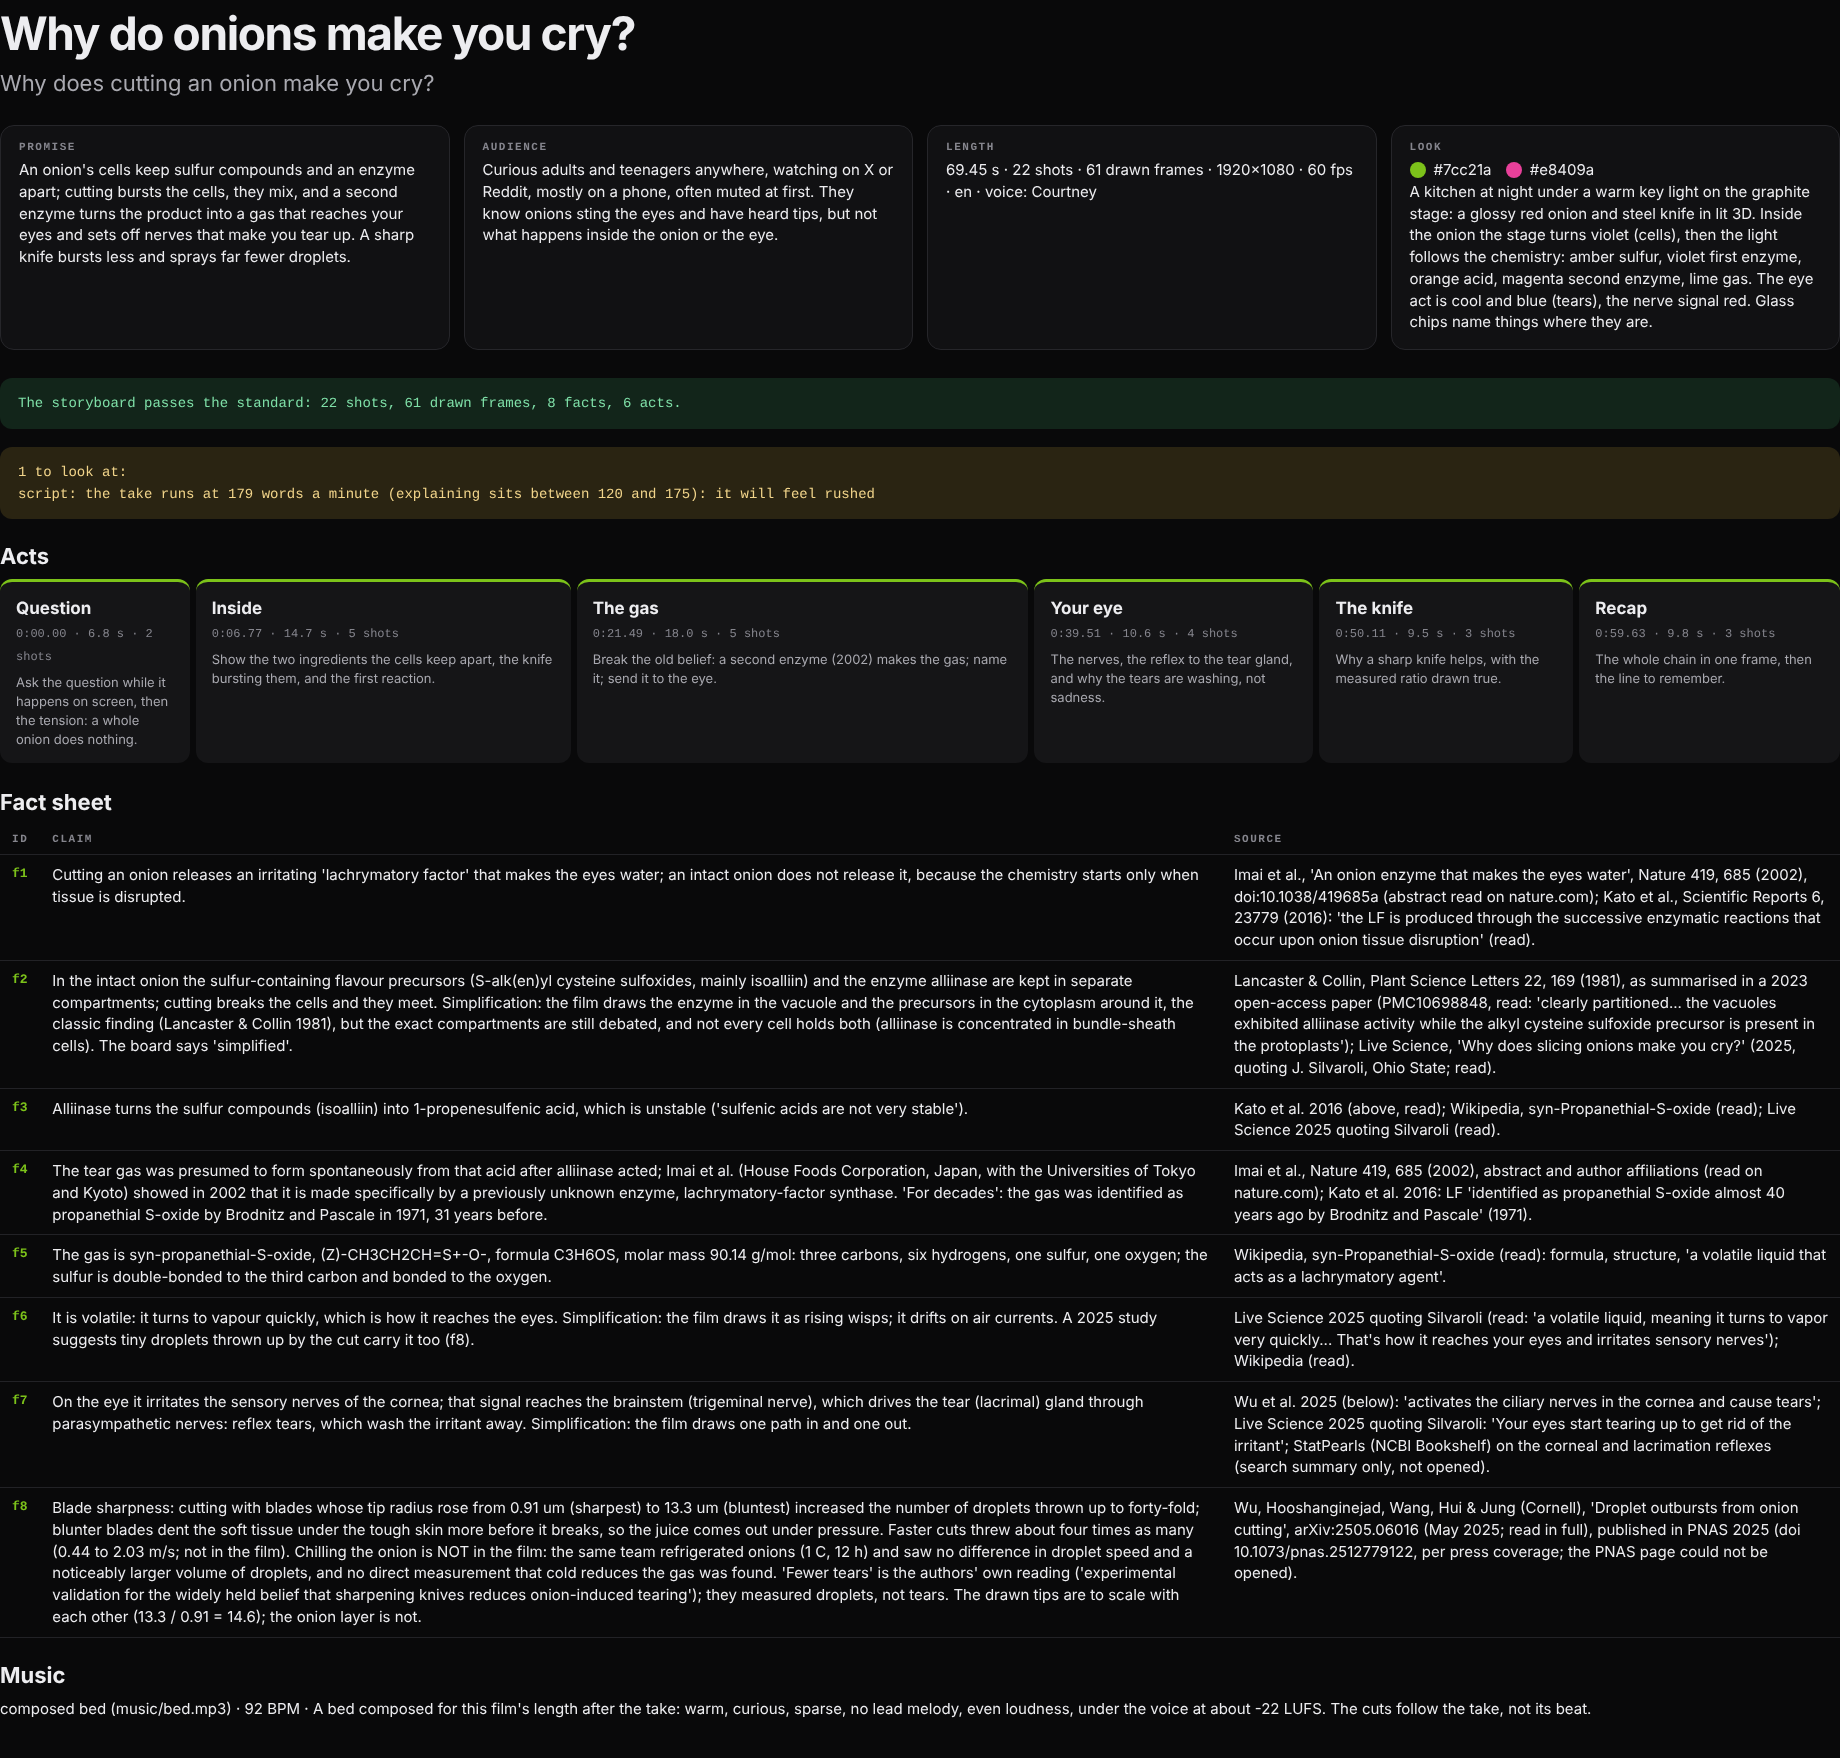 Why do onions make you cry?
Why does cutting an onion make you cry?
PROMISE
An onion's cells keep sulfur compounds and an enzyme
apart; cutting bursts the cells, they mix, and a second
enzyme turns the product into a gas that reaches your
eyes and sets off nerves that make you tear up. A sharp
knife bursts less and sprays far fewer droplets.
AUDIENCE
Curious adults and teenagers anywhere, watching on X or
Reddit, mostly on a phone, often muted at first. They
know onions sting the eyes and have heard tips, but not
what happens inside the onion or the eye.
LENGTH
69.45 s · 22 shots · 61 drawn frames · 1920×1080 · 60 fps
· en · voice: Courtney
LOOK
#7cc21a #e8409a
A kitchen at night under a warm key light on the graphite
stage: a glossy red onion and steel knife in lit 3D. Inside
the onion the stage turns violet (cells), then the light
follows the chemistry: amber sulfur, violet first enzyme,
orange acid, magenta second enzyme, lime gas. The eye
act is cool and blue (tears), the nerve signal red. Glass
chips name things where they are.
The storyboard passes the standard: 22 shots, 61 drawn frames, 8 facts, 6 acts.
1 to look at:
script: the take runs at 179 words a minute (explaining sits between 120 and 175): it will feel rushed
Acts
Question
0:00.00 · 6.8 s · 2
shots
Ask the question while it
happens on screen, then
the tension: a whole
onion does nothing.
Inside
0:06.77 · 14.7 s · 5 shots
Show the two ingredients the cells keep apart, the knife
bursting them, and the first reaction.
The gas
0:21.49 · 18.0 s · 5 shots
Break the old belief: a second enzyme (2002) makes the gas; name
it; send it to the eye.
Your eye
0:39.51 · 10.6 s · 4 shots
The nerves, the reflex to the tear gland,
and why the tears are washing, not
sadness.
The knife
0:50.11 · 9.5 s · 3 shots
Why a sharp knife helps, with the
measured ratio drawn true.
Recap
0:59.63 · 9.8 s · 3 shots
The whole chain in one frame, then
the line to remember.
Fact sheet
ID CLAIM SOURCE
f1
Cutting an onion releases an irritating 'lachrymatory factor' that makes the eyes water; an intact onion does not release it, because the chemistry starts only when
tissue is disrupted.
Imai et al., 'An onion enzyme that makes the eyes water', Nature 419, 685 (2002),
doi:10.1038/419685a (abstract read on nature.com); Kato et al., Scientific Reports 6,
23779 (2016): 'the LF is produced through the successive enzymatic reactions that
occur upon onion tissue disruption' (read).
f2
In the intact onion the sulfur-containing flavour precursors (S-alk(en)yl cysteine sulfoxides, mainly isoalliin) and the enzyme alliinase are kept in separate
compartments; cutting breaks the cells and they meet. Simplification: the film draws the enzyme in the vacuole and the precursors in the cytoplasm around it, the
classic finding (Lancaster & Collin 1981), but the exact compartments are still debated, and not every cell holds both (alliinase is concentrated in bundle-sheath
cells). The board says 'simplified'.
Lancaster & Collin, Plant Science Letters 22, 169 (1981), as summarised in a 2023
open-access paper (PMC10698848, read: 'clearly partitioned... the vacuoles
exhibited alliinase activity while the alkyl cysteine sulfoxide precursor is present in
the protoplasts'); Live Science, 'Why does slicing onions make you cry?' (2025,
quoting J. Silvaroli, Ohio State; read).
f3
Alliinase turns the sulfur compounds (isoalliin) into 1-propenesulfenic acid, which is unstable ('sulfenic acids are not very stable').
Kato et al. 2016 (above, read); Wikipedia, syn-Propanethial-S-oxide (read); Live
Science 2025 quoting Silvaroli (read).
f4
The tear gas was presumed to form spontaneously from that acid after alliinase acted; Imai et al. (House Foods Corporation, Japan, with the Universities of Tokyo
and Kyoto) showed in 2002 that it is made specifically by a previously unknown enzyme, lachrymatory-factor synthase. 'For decades': the gas was identified as
propanethial S-oxide by Brodnitz and Pascale in 1971, 31 years before.
Imai et al., Nature 419, 685 (2002), abstract and author affiliations (read on
nature.com); Kato et al. 2016: LF 'identified as propanethial S-oxide almost 40
years ago by Brodnitz and Pascale' (1971).
f5
The gas is syn-propanethial-S-oxide, (Z)-CH3CH2CH=S+-O-, formula C3H6OS, molar mass 90.14 g/mol: three carbons, six hydrogens, one sulfur, one oxygen; the
sulfur is double-bonded to the third carbon and bonded to the oxygen.
Wikipedia, syn-Propanethial-S-oxide (read): formula, structure, 'a volatile liquid that
acts as a lachrymatory agent'.
f6
It is volatile: it turns to vapour quickly, which is how it reaches the eyes. Simplification: the film draws it as rising wisps; it drifts on air currents. A 2025 study
suggests tiny droplets thrown up by the cut carry it too (f8).
Live Science 2025 quoting Silvaroli (read: 'a volatile liquid, meaning it turns to vapor
very quickly... That's how it reaches your eyes and irritates sensory nerves');
Wikipedia (read).
f7
On the eye it irritates the sensory nerves of the cornea; that signal reaches the brainstem (trigeminal nerve), which drives the tear (lacrimal) gland through
parasympathetic nerves: reflex tears, which wash the irritant away. Simplification: the film draws one path in and one out.
Wu et al. 2025 (below): 'activates the ciliary nerves in the cornea and cause tears';
Live Science 2025 quoting Silvaroli: 'Your eyes start tearing up to get rid of the
irritant'; StatPearls (NCBI Bookshelf) on the corneal and lacrimation reflexes
(search summary only, not opened).
f8
Blade sharpness: cutting with blades whose tip radius rose from 0.91 um (sharpest) to 13.3 um (bluntest) increased the number of droplets thrown up to forty-fold;
blunter blades dent the soft tissue under the tough skin more before it breaks, so the juice comes out under pressure. Faster cuts threw about four times as many
(0.44 to 2.03 m/s; not in the film). Chilling the onion is NOT in the film: the same team refrigerated onions (1 C, 12 h) and saw no difference in droplet speed and a
noticeably larger volume of droplets, and no direct measurement that cold reduces the gas was found. 'Fewer tears' is the authors' own reading ('experimental
validation for the widely held belief that sharpening knives reduces onion-induced tearing'); they measured droplets, not tears. The drawn tips are to scale with
each other (13.3 / 0.91 = 14.6); the onion layer is not.
Wu, Hooshanginejad, Wang, Hui & Jung (Cornell), 'Droplet outbursts from onion
cutting', arXiv:2505.06016 (May 2025; read in full), published in PNAS 2025 (doi
10.1073/pnas.2512779122, per press coverage; the PNAS page could not be
opened).
Music
composed bed (music/bed.mp3) · 92 BPM · A bed composed for this film's length after the take: warm, curious, sparse, no lead melody, even loudness, under the voice at about -22 LUFS. The cuts follow the take, not its beat.